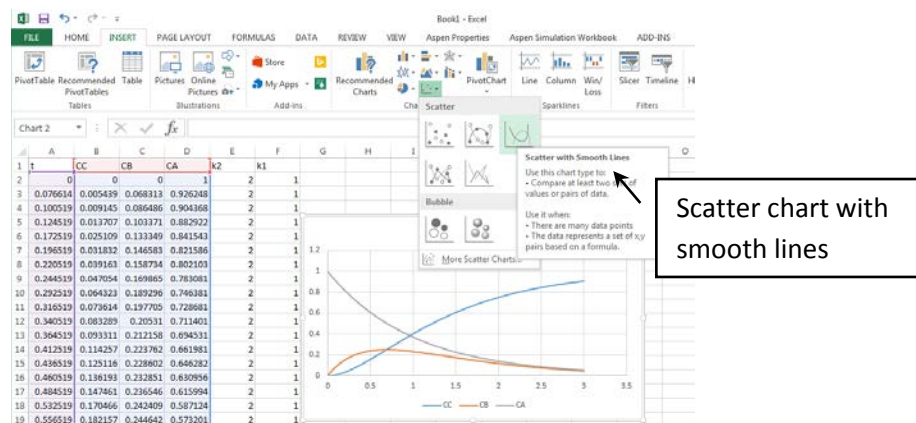 Book1 - Excel
FILE HOME INSERT PAGE LAYOUT FORMULAS DATA REVIEW VIEW Aspen Properties Aspen Simulation Workbook ADD-INS
PivotTable Recommended PivotTables Table Pictures Online Pictures Store My Apps Recommended Charts PivotChart Line Column Win/ Loss Slicer Timeline H
Tables Illustrations Add-ins Cha Sparklines Filters
Chart 2 fx
A B C D E F G H I O
1 t CC CB CA k2 k1
2 0 0 0 1 2 1
3 0.076614 0.005439 0.068313 0.926248 2 1
4 0.100519 0.009145 0.086486 0.904368 2 1
5 0.124519 0.013707 0.103371 0.882922 2 1
6 0.172519 0.025109 0.133349 0.841543 2 1
7 0.196519 0.031832 0.146583 0.821586 2 1
8 0.220519 0.039163 0.158734 0.802103 2 1
9 0.244519 0.047054 0.169865 0.783081 2 1
10 0.292519 0.064323 0.189296 0.746381 2 1
11 0.316519 0.073614 0.197705 0.728681 2 1
12 0.340519 0.083289 0.20531 0.711401 2 1
13 0.364519 0.093311 0.212158 0.694531 2 1
14 0.412519 0.114257 0.223762 0.661981 2 1
15 0.436519 0.125116 0.228602 0.646282 2 1
16 0.460519 0.136193 0.232851 0.630956 2 1
17 0.484519 0.147461 0.236546 0.615994 2 1
18 0.532519 0.170466 0.242409 0.587124 2 1
19 0.556519 0.182157 0.244642 0.573201 2 1
Scatter
Bubble
More Scatter Charts...
Scatter with Smooth Lines
Use this chart type to:
• Compare at least two sets of
values or pairs of data.
Use it when:
• There are many data points
• The data represents a set of x,y
pairs based on a formula.
Scatter chart with
smooth lines
1.2
1
0.8
0.6
0.4
0.2
0
0 0.5 1 1.5 2 2.5 3 3.5
CC CB CA